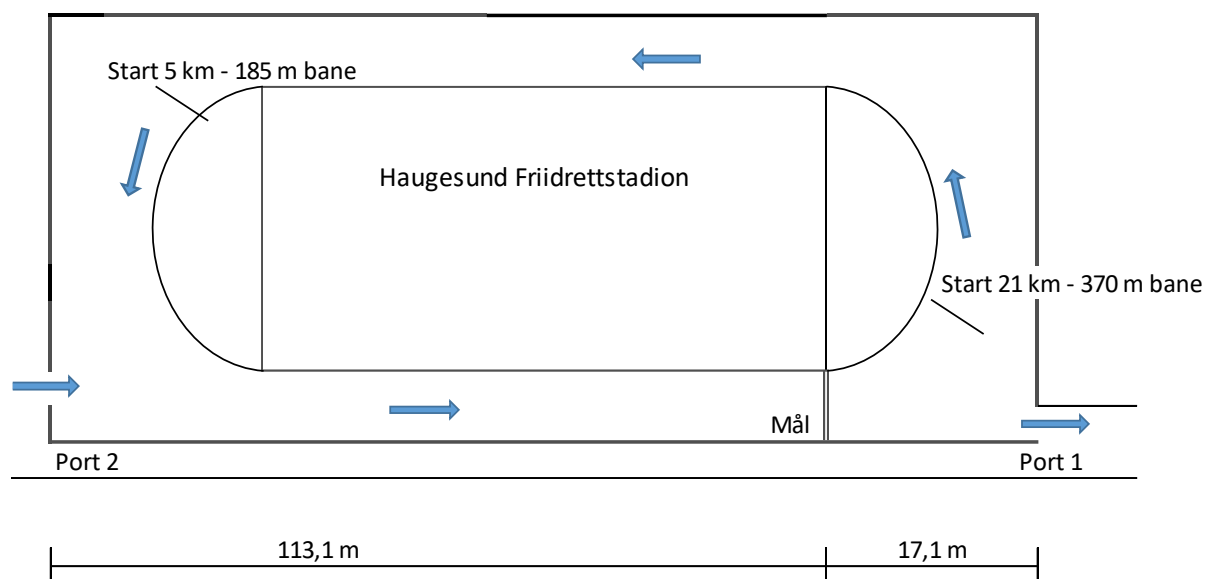 Start 5 km - 185 m bane
Haugesund Friidrettstadion
Start 21 km - 370 m bane
Mål
Port 2
Port 1
113,1 m
17,1 m